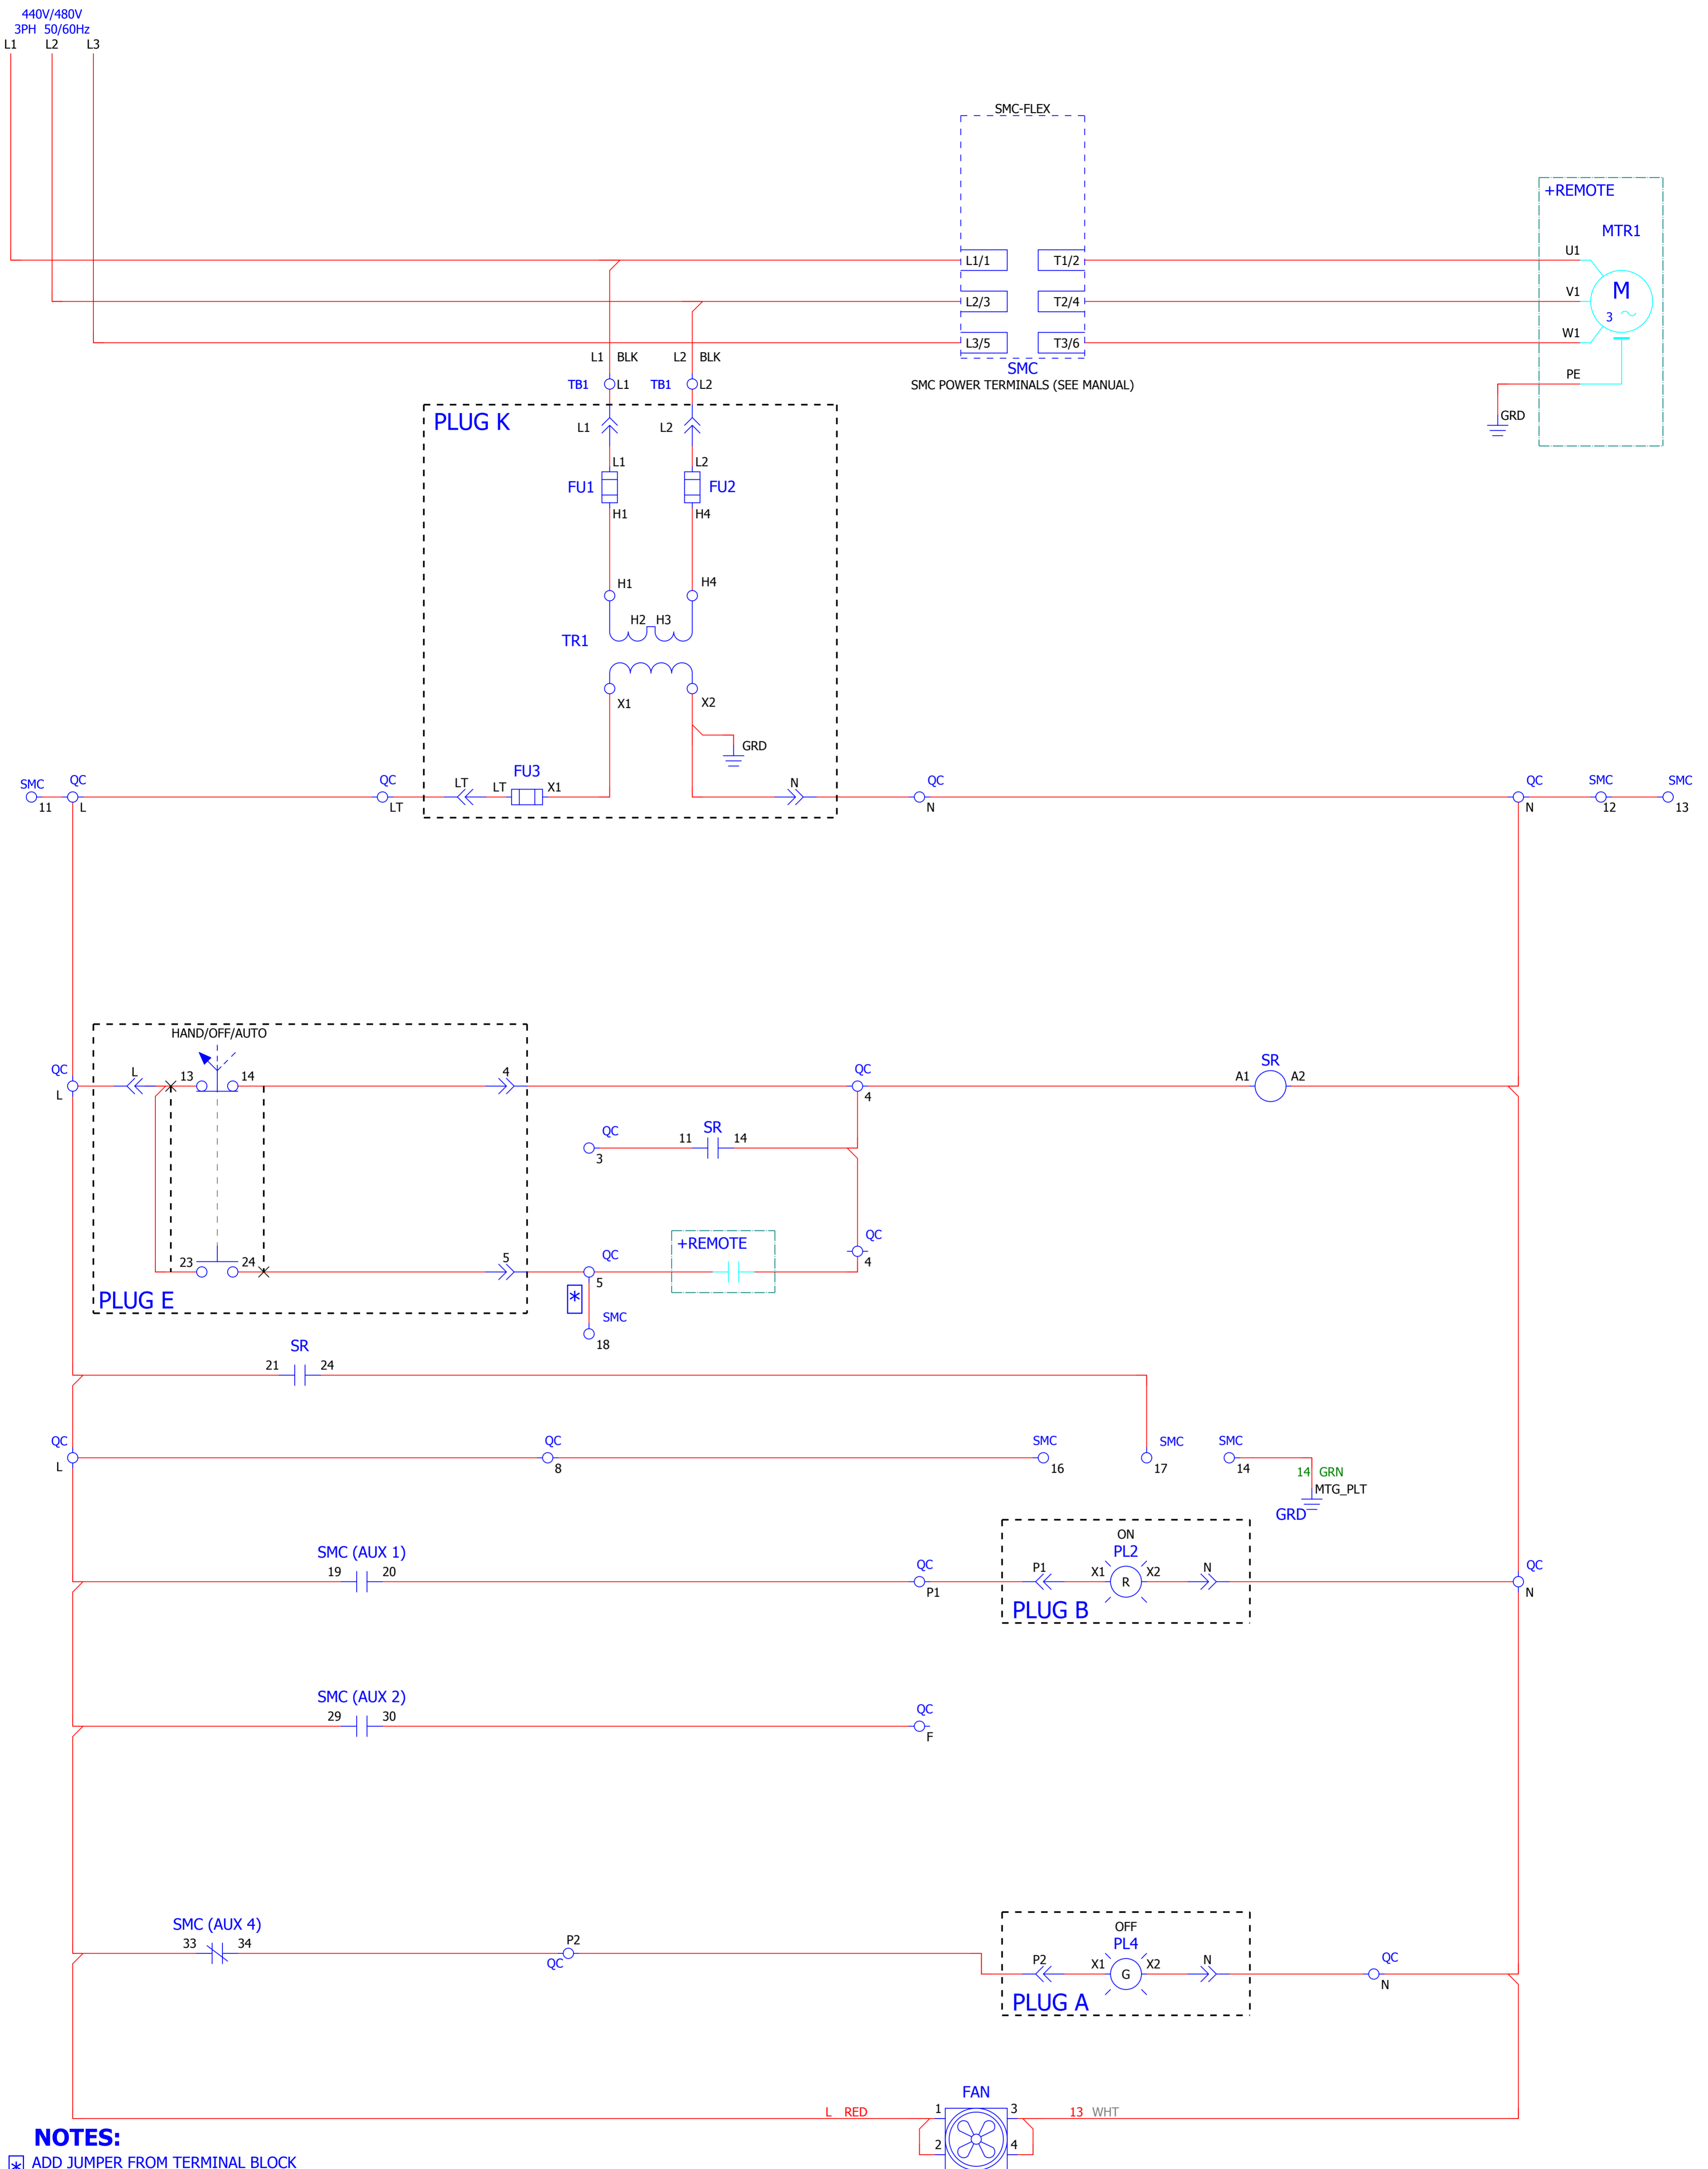 440V/480V
3PH 50/60Hz
L1 L2 L3
SMC-FLEX
+REMOTE
MTR1
U1
L1/1 T1/2
V1
M
3
L2/3 T2/4
W1
L3/5 T3/6
L1 BLK L2 BLK
SMC
PE
TB1 L1 TB1 L2
SMC POWER TERMINALS (SEE MANUAL)
GRD
PLUG K
L1 L2
L1 L2
FU1 FU2
H1 H4
H1 H4
H2 H3
TR1
X1 X2
GRD
FU3
SMC QC QC LT LT X1 N QC QC SMC SMC
11 L LT N N 12 13
HAND/OFF/AUTO
QC L 13 14 4 QC SR
A1 A2
L 4
QC 11 SR 14
3
+REMOTE QC
23 24 5 QC 4
5
PLUG E
*
SMC
18
SR
21 24
QC QC SMC SMC SMC
L 8 16 17 14
14 GRN
MTG_PLT
GRD
ON
SMC (AUX 1) PL2
19 20 QC P1 X1 R X2 N QC
P1 N
PLUG B
SMC (AUX 2)
29 30 QC
F
OFF
SMC (AUX 4) PL4
33 34 P2
QC
P2 X1 G X2 N QC
N
PLUG A
FAN
L RED 1 3 13 WHT
2 4
NOTES:
* ADD JUMPER FROM TERMINAL BLOCK